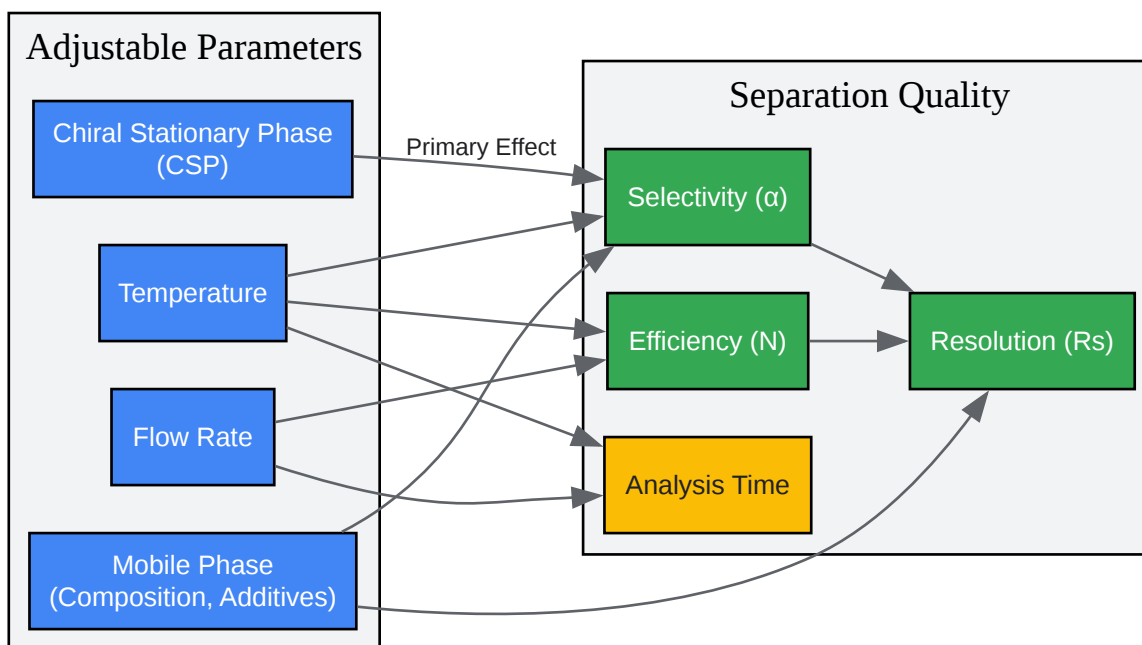 Adjustable Parameters
Chiral Stationary Phase
(CSP)
Temperature
Flow Rate
Mobile Phase
(Composition, Additives)
Primary Effect
Separation Quality
Selectivity (α)
Efficiency (N)
Analysis Time
Resolution (Rs)